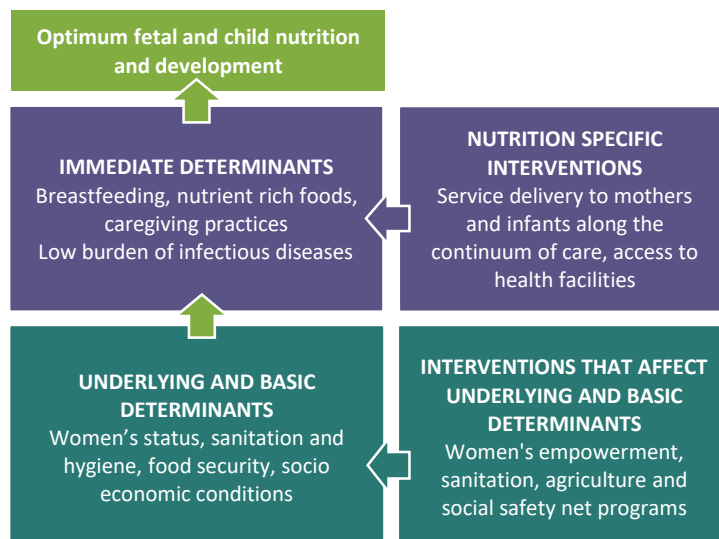 Optimum fetal and child nutrition
and development
IMMEDIATE DETERMINANTS
Breastfeeding, nutrient rich foods,
caregiving practices
Low burden of infectious diseases
NUTRITION SPECIFIC
INTERVENTIONS
Service delivery to mothers
and infants along the
continuum of care, access to
health facilities
UNDERLYING AND BASIC
DETERMINANTS
Women’s status, sanitation and
hygiene, food security, socio
economic conditions
INTERVENTIONS THAT AFFECT
UNDERLYING AND BASIC
DETERMINANTS
Women's empowerment,
sanitation, agriculture and
social safety net programs